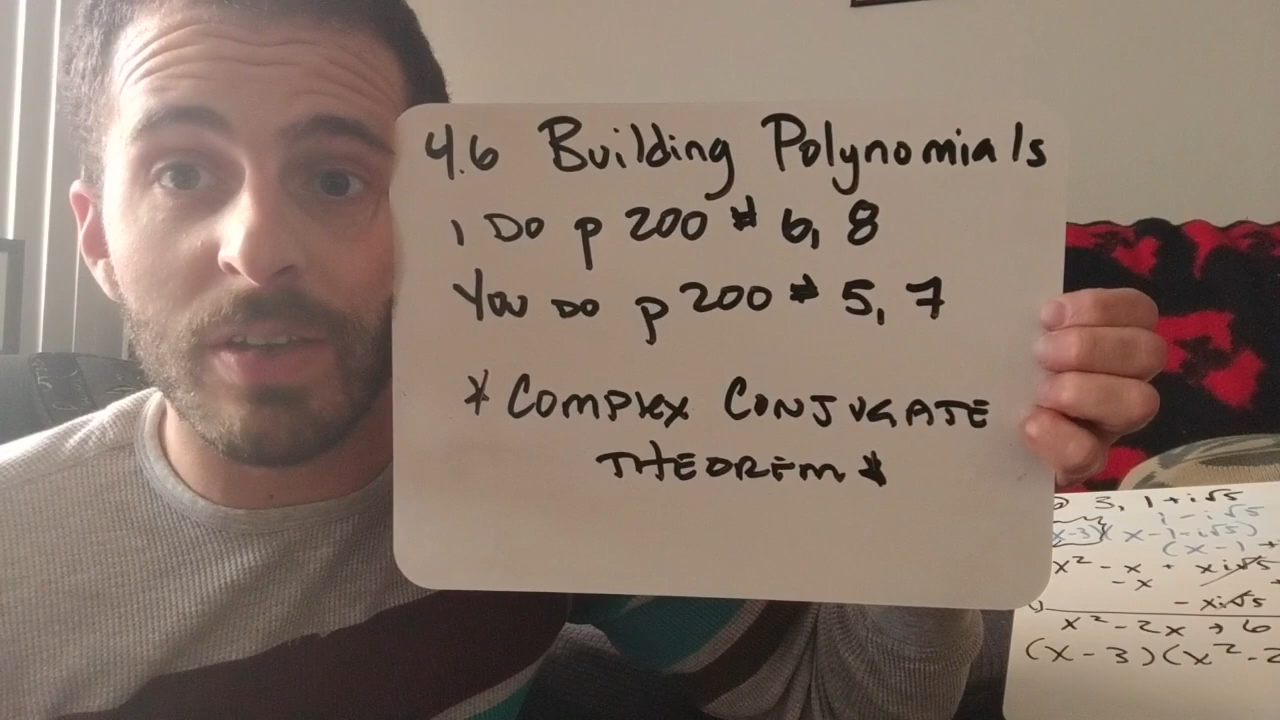 4.6 Building Polynomials
I Do p 200 # 6, 8
You Do p 200 # 5, 7
* COMPLEX CONJUGATE
THEOREM *
3, 1+i√5
1-i√5
(x-3)(x-1-i√5)
(x-1+
x² - x + xi√5
-x
- xi√5
x² - 2x + 6
(x-3)(x²-2